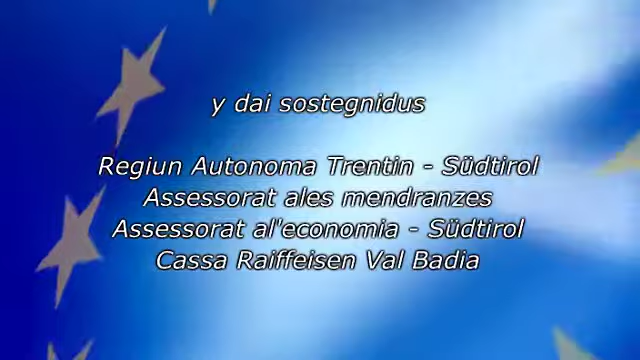 y dai sostegnidus
Regiun Autonoma Trentin - Südtirol
Assessorat ales mendranzes
Assessorat al'economia - Südtirol
Cassa Raiffeisen Val Badia